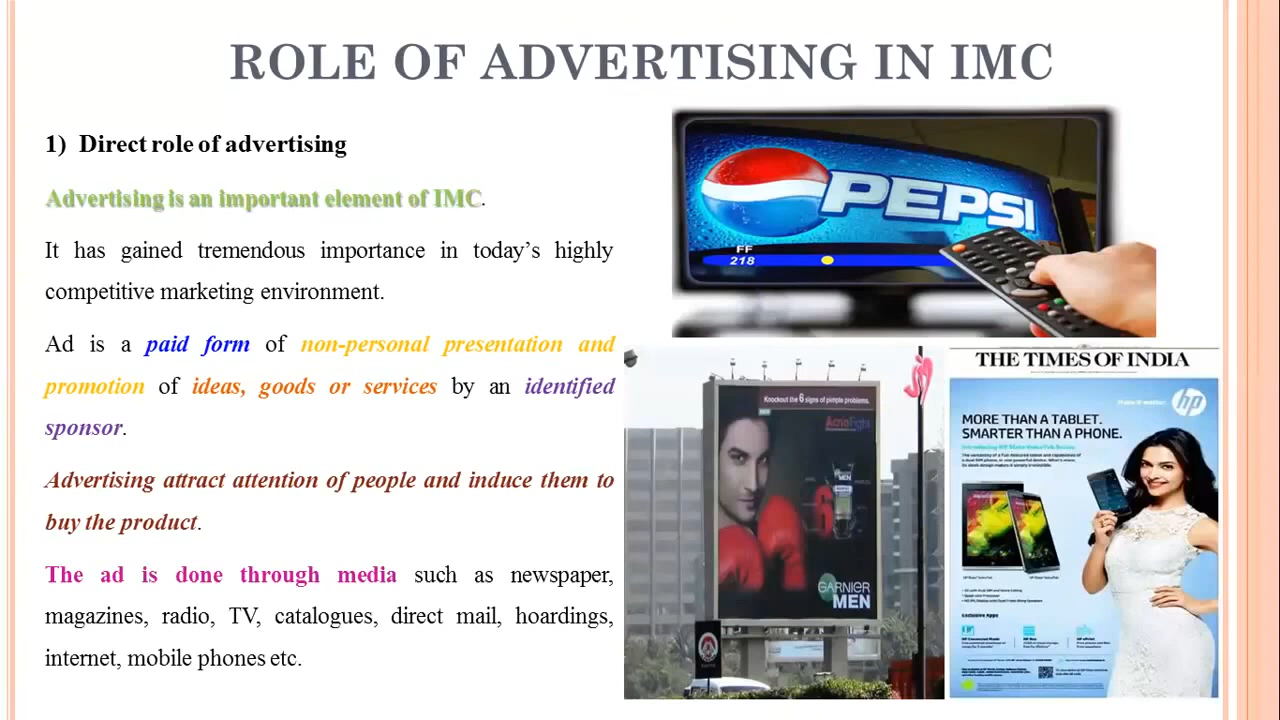 ROLE OF ADVERTISING IN IMC
1) Direct role of advertising
Advertising is an important element of IMC.
It has gained tremendous importance in today’s highly
competitive marketing environment.
Ad is a paid form of non-personal presentation and
promotion of ideas, goods or services by an identified
sponsor.
Advertising attract attention of people and induce them to
buy the product.
The ad is done through media such as newspaper,
magazines, radio, TV, catalogues, direct mail, hoardings,
internet, mobile phones etc.
PEPSI
FF
218
Knockout the 6 signs of pimple problems.
AcnoFight
MEN
6
GARNIER
MEN
THE TIMES OF INDIA
hp
MORE THAN A TABLET.
SMARTER THAN A PHONE.
Exclusive Apps